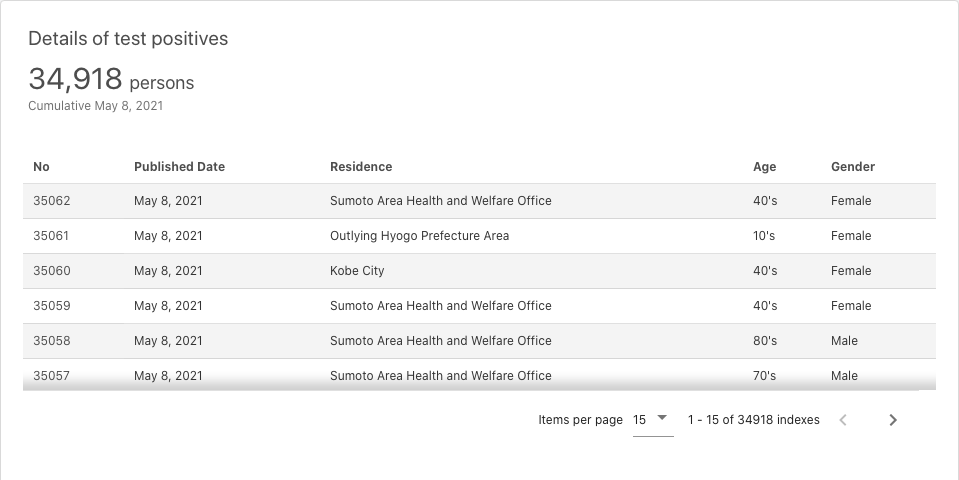 Details of test positives
34,918 persons
Cumulative May 8, 2021
No Published Date Residence Age Gender
35062 May 8, 2021 Sumoto Area Health and Welfare Office 40's Female
35061 May 8, 2021 Outlying Hyogo Prefecture Area 10's Female
35060 May 8, 2021 Kobe City 40's Female
35059 May 8, 2021 Sumoto Area Health and Welfare Office 40's Female
35058 May 8, 2021 Sumoto Area Health and Welfare Office 80's Male
35057 May 8, 2021 Sumoto Area Health and Welfare Office 70's Male
Items per page 15 1 - 15 of 34918 indexes